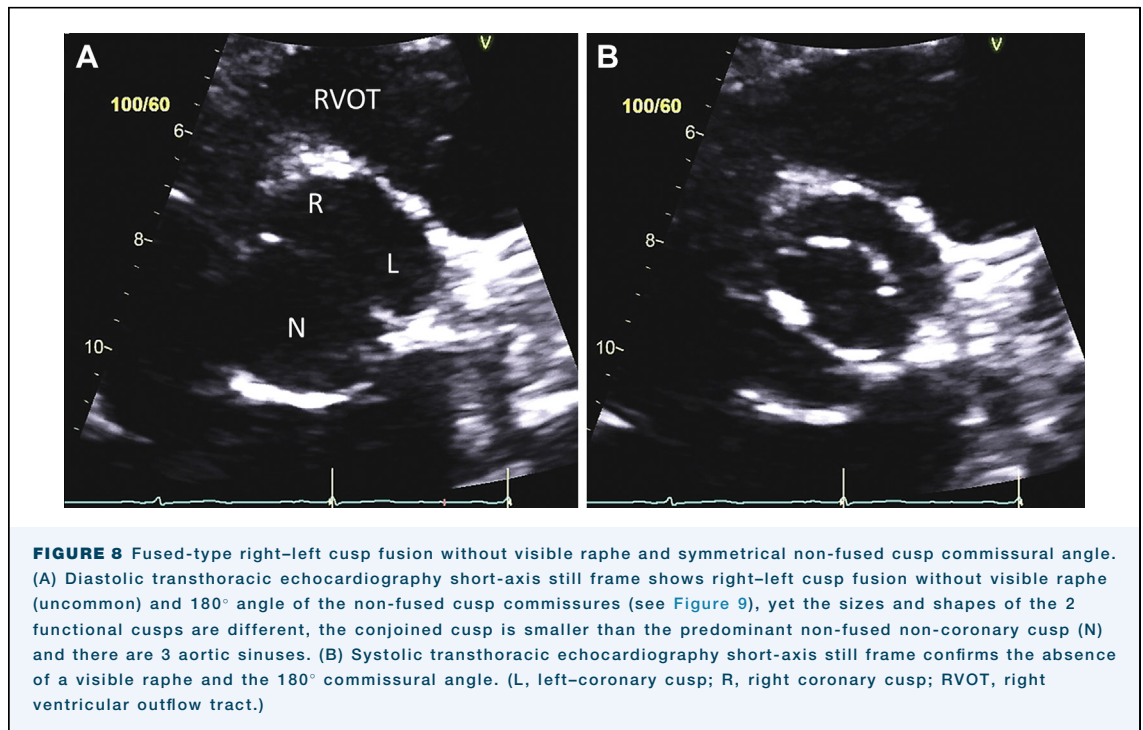 A
V
100/60
RVOT
6
R
8
L
N
10
B
V
100/60
6
8
10
FIGURE 8 Fused-type right–left cusp fusion without visible raphe and symmetrical non-fused cusp commissural angle.
(A) Diastolic transthoracic echocardiography short-axis still frame shows right–left cusp fusion without visible raphe
(uncommon) and 180° angle of the non-fused cusp commissures (see Figure 9), yet the sizes and shapes of the 2
functional cusps are different, the conjoined cusp is smaller than the predominant non-fused non-coronary cusp (N)
and there are 3 aortic sinuses. (B) Systolic transthoracic echocardiography short-axis still frame confirms the absence
of a visible raphe and the 180° commissural angle. (L, left–coronary cusp; R, right coronary cusp; RVOT, right
ventricular outflow tract.)